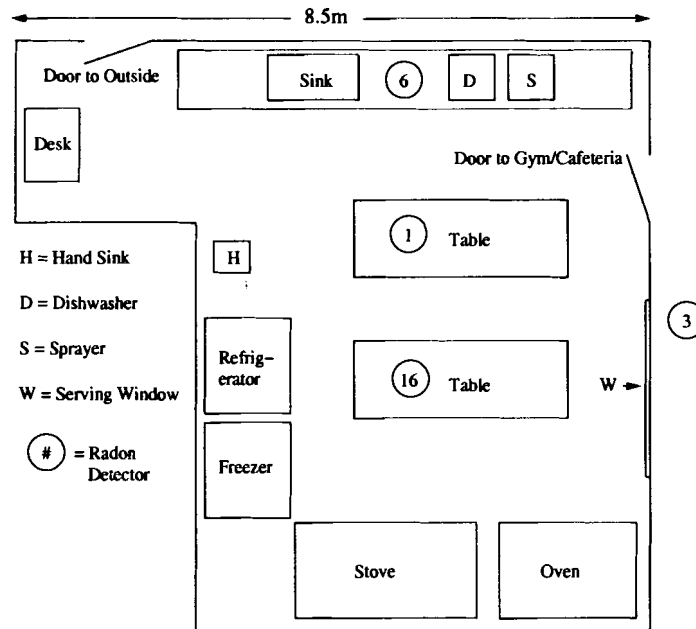 8.5m
Door to Outside
Sink
6
D
S
Desk
Door to Gym/Cafeteria
1
Table
H = Hand Sink
H
D = Dishwasher
3
S = Sprayer
Refrig-
erator
16
Table
W
W = Serving Window
# = Radon
Detector
Freezer
Stove
Oven